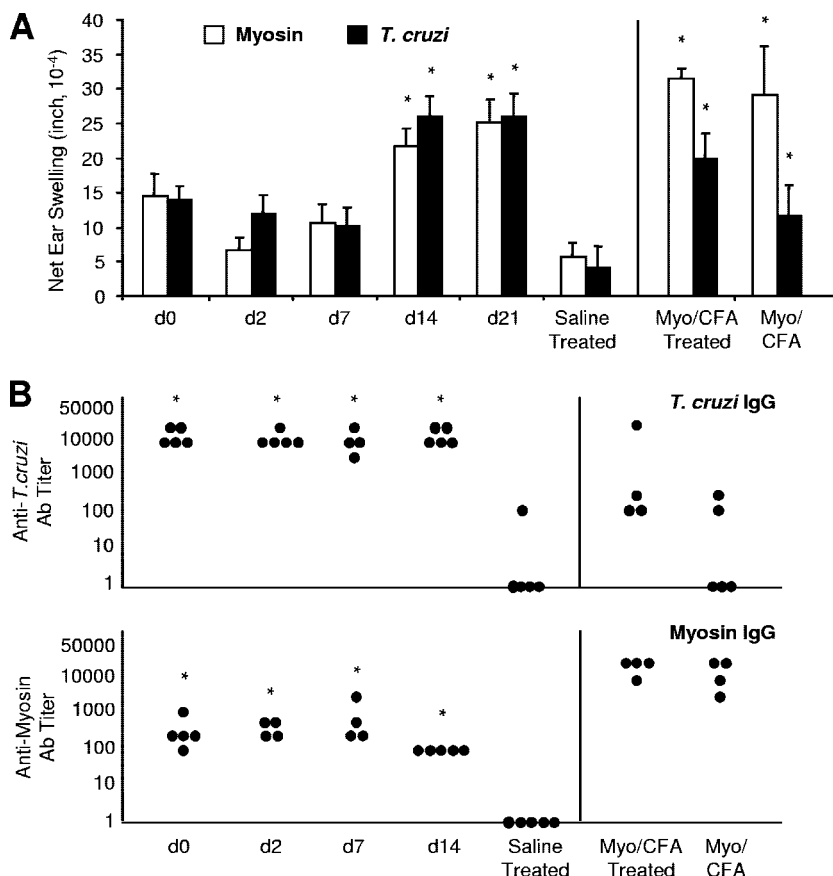 A
Myosin T. cruzi
Net Ear Swelling (inch, 10-4)
40
35
30
25
20
15
10
5
0
* * * * * * * *
d0 d2 d7 d14 d21 Saline Treated Myo/CFA Treated Myo/ CFA
B
T. cruzi IgG
Anti-T.cruzi
Ab Titer
50000
10000
1000
100
10
1
* * * *
Myosin IgG
Anti-Myosin
Ab Titer
50000
10000
1000
100
10
1
* * * *
d0 d2 d7 d14 Saline Treated Myo/CFA Treated Myo/ CFA